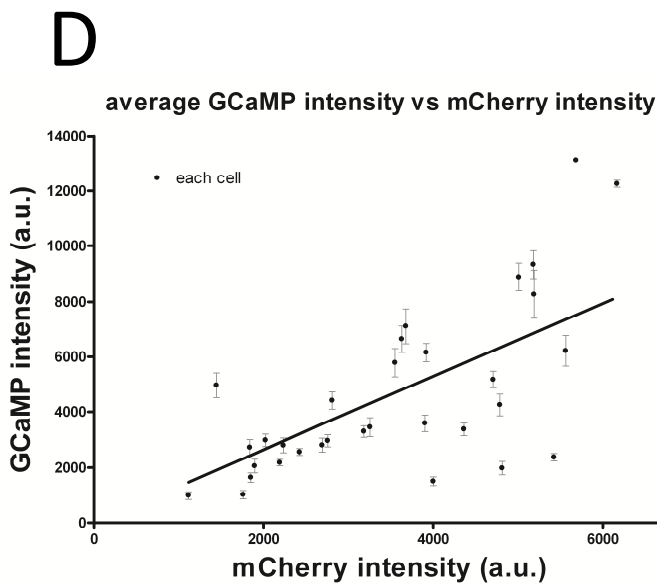 D
average GCaMP intensity vs mCherry intensity
14000
each cell
12000
10000
8000
6000
4000
2000
0
GCaMP intensity (a.u.)
0 2000 4000 6000
mCherry intensity (a.u.)